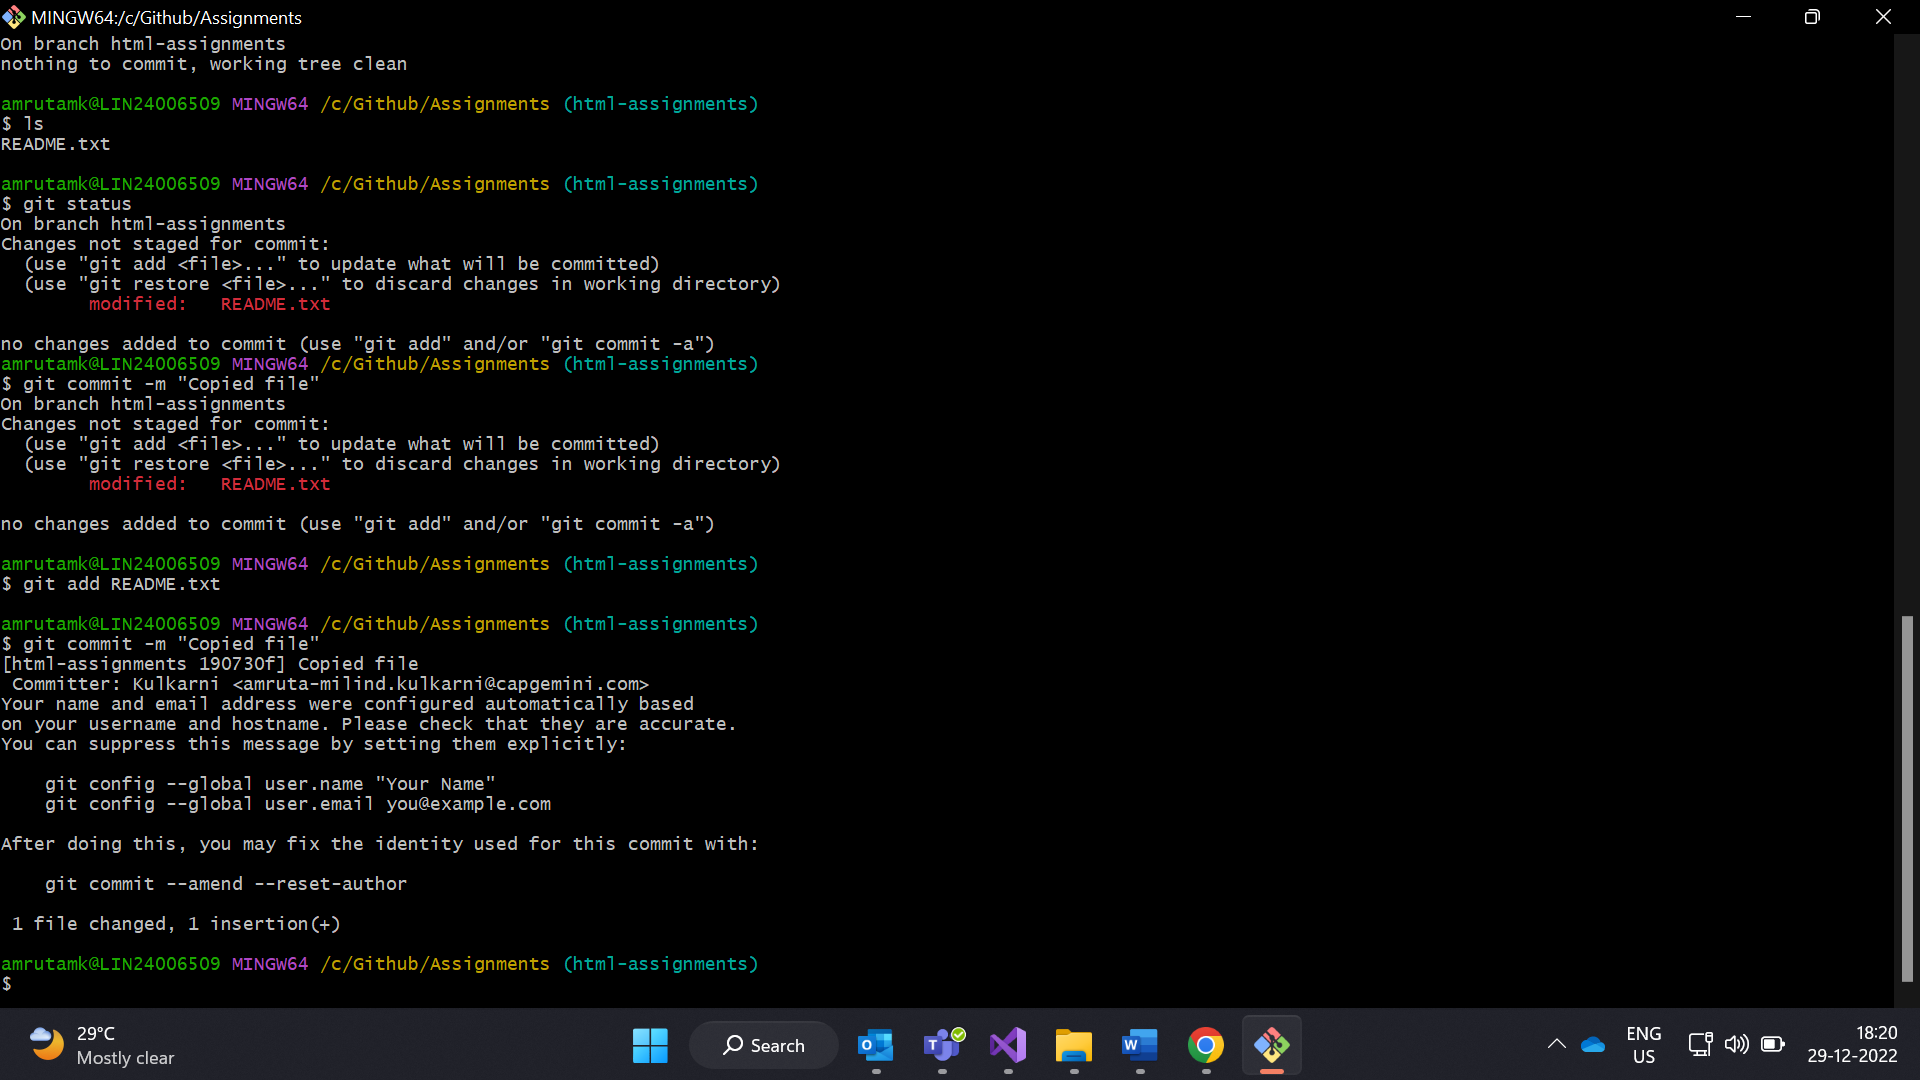 MINGW64:/c/Github/Assignments
On branch html-assignments
nothing to commit, working tree clean
amrutamk@LIN24006509 MINGW64 /c/Github/Assignments (html-assignments)
$ ls
README.txt
amrutamk@LIN24006509 MINGW64 /c/Github/Assignments (html-assignments)
$ git status
On branch html-assignments
Changes not staged for commit:
  (use "git add <file>..." to update what will be committed)
  (use "git restore <file>..." to discard changes in working directory)
        modified:   README.txt
no changes added to commit (use "git add" and/or "git commit -a")
amrutamk@LIN24006509 MINGW64 /c/Github/Assignments (html-assignments)
$ git commit -m "Copied file"
On branch html-assignments
Changes not staged for commit:
  (use "git add <file>..." to update what will be committed)
  (use "git restore <file>..." to discard changes in working directory)
        modified:   README.txt
no changes added to commit (use "git add" and/or "git commit -a")
amrutamk@LIN24006509 MINGW64 /c/Github/Assignments (html-assignments)
$ git add README.txt
amrutamk@LIN24006509 MINGW64 /c/Github/Assignments (html-assignments)
$ git commit -m "Copied file"
[html-assignments 190730f] Copied file
 Committer: Kulkarni <amruta-milind.kulkarni@capgemini.com>
Your name and email address were configured automatically based
on your username and hostname. Please check that they are accurate.
You can suppress this message by setting them explicitly:
    git config --global user.name "Your Name"
    git config --global user.email you@example.com
After doing this, you may fix the identity used for this commit with:
    git commit --amend --reset-author
 1 file changed, 1 insertion(+)
amrutamk@LIN24006509 MINGW64 /c/Github/Assignments (html-assignments)
$
29°C
Mostly clear
Search
ENG
US
18:20
29-12-2022